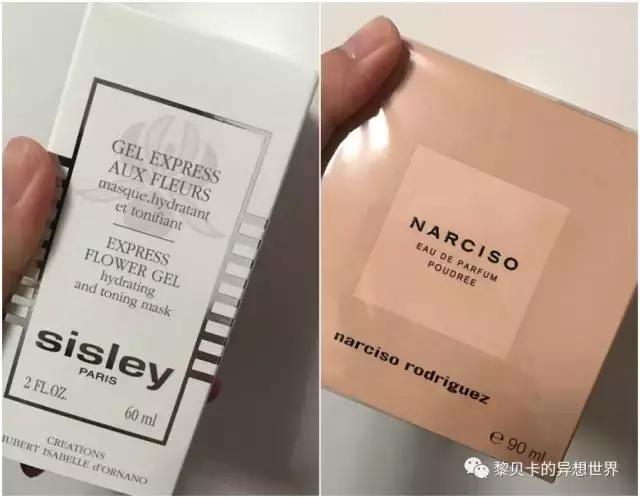 GEL EXPRESS
AUX FLEURS
masque.hydratant
et tonifiant
EXPRESS
FLOWER GEL
hydrating
and toning mask
sisley
PARIS
2 FL.OZ.
60 ml
CREATIONS
HUBERT ISABELLE d'ORNANO
NARCISO
EAU DE PARFUM
POUDRÉE
narciso rodriguez
e 90 ml
黎贝卡的异想世界